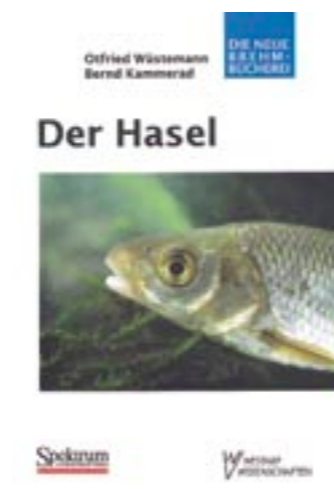 Otfried Wüstemann
Bernd Kammerad
DIE NEUE
BREHM-
BÜCHEREI
Der Hasel
Spektrum
WESTARP
WISSENSCHAFTEN